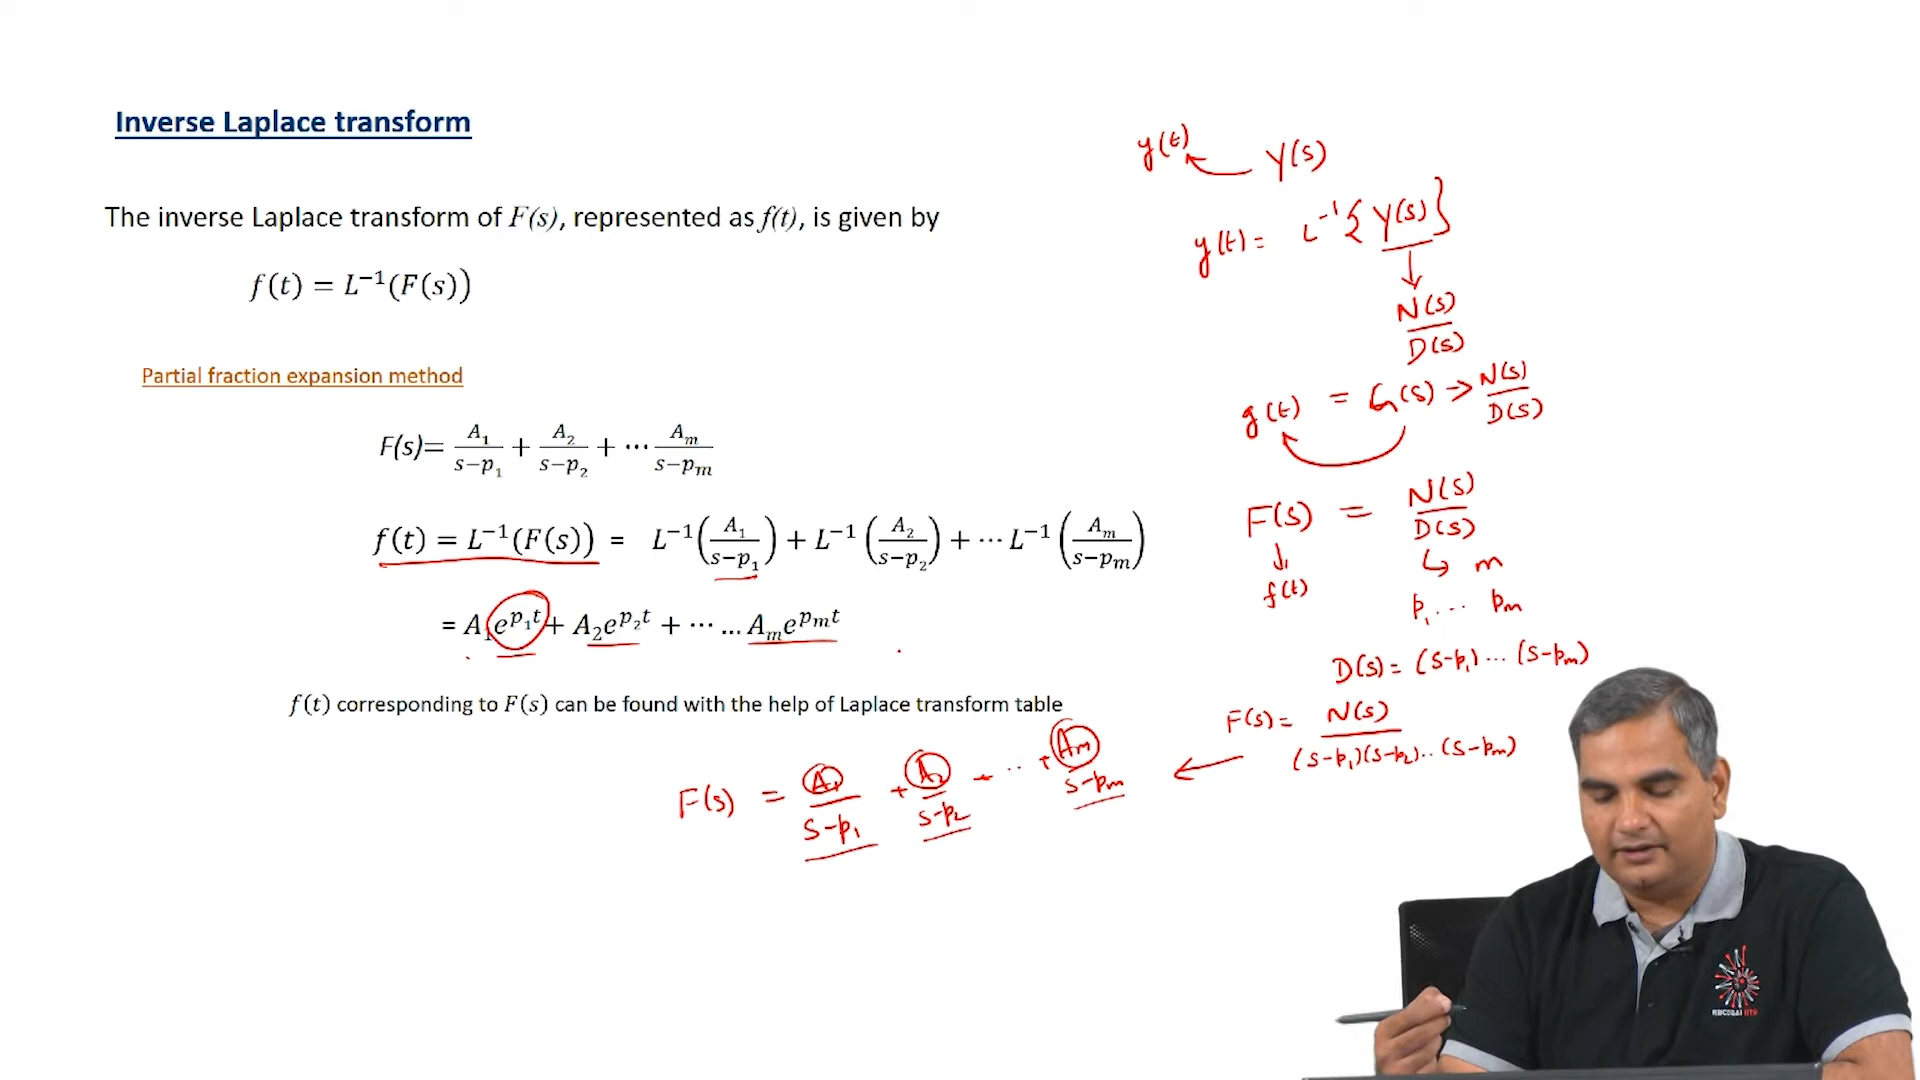 Inverse Laplace transform
The inverse Laplace transform of F(s), represented as f(t), is given by
f(t) = L⁻¹(F(s))
Partial fraction expansion method
F(s)= A₁/(s−p₁) + A₂/(s−p₂) + ⋯ Aₘ/(s−pₘ)
f(t) = L⁻¹(F(s)) = L⁻¹(A₁/(s−p₁)) + L⁻¹(A₂/(s−p₂)) + ⋯ L⁻¹(Aₘ/(s−pₘ))
= A₁e^{p₁t} + A₂e^{p₂t} + ⋯ … Aₘe^{pₘt}
f(t) corresponding to F(s) can be found with the help of Laplace transform table
F(s) = A₁/(s-p₁) + A₂/(s-p₂) + ·· + Aₘ/(s-pₘ)
y(t) ← Y(s)
y(t) = L⁻¹{Y(s)}
↓
N(s)/D(s)
g(t) = G(s) → N(s)/D(s)
F(s) = N(s)/D(s)
↓ f(t)
↳ m
p₁ ... pₘ
D(s) = (s-p₁) ... (s-pₘ)
F(s) = N(s)/((s-p₁)(s-p₂)..(s-pₘ))